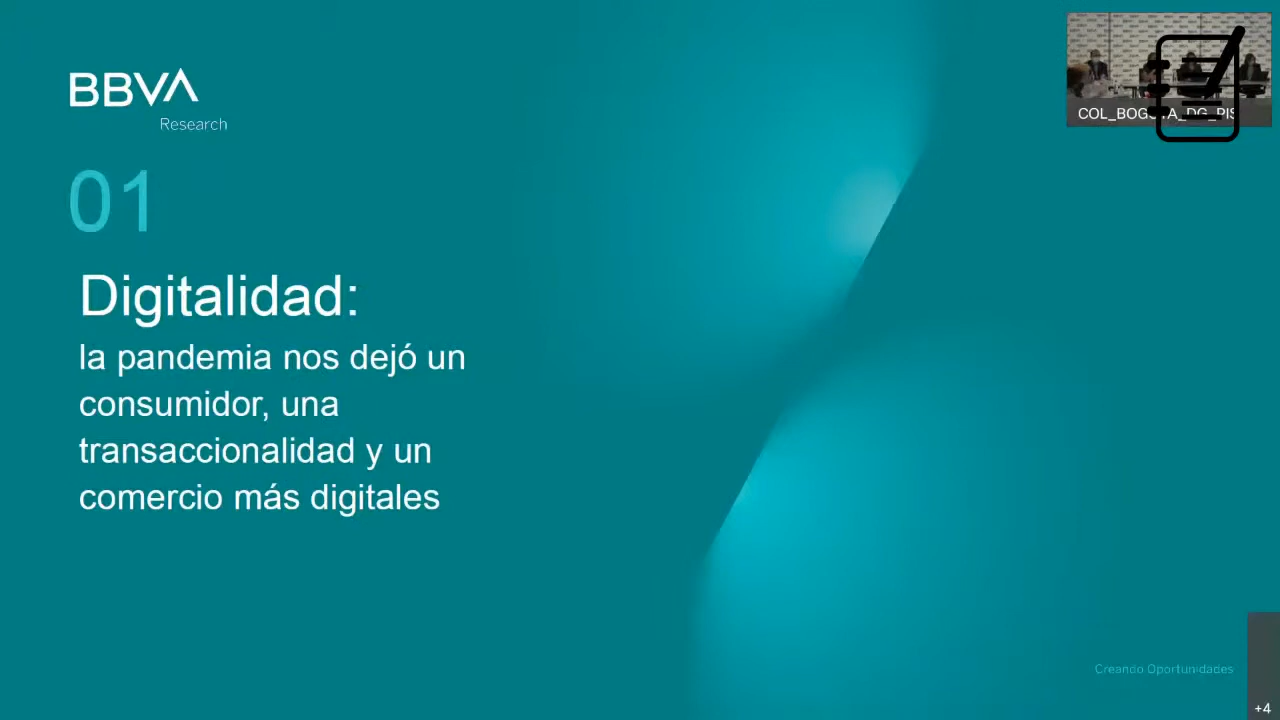 BBVA
Research
01
Digitalidad:
la pandemia nos dejó un
consumidor, una
transaccionalidad y un
comercio más digitales
COL_BOGOTA_DG_PIS
Creando Oportunidades
+4